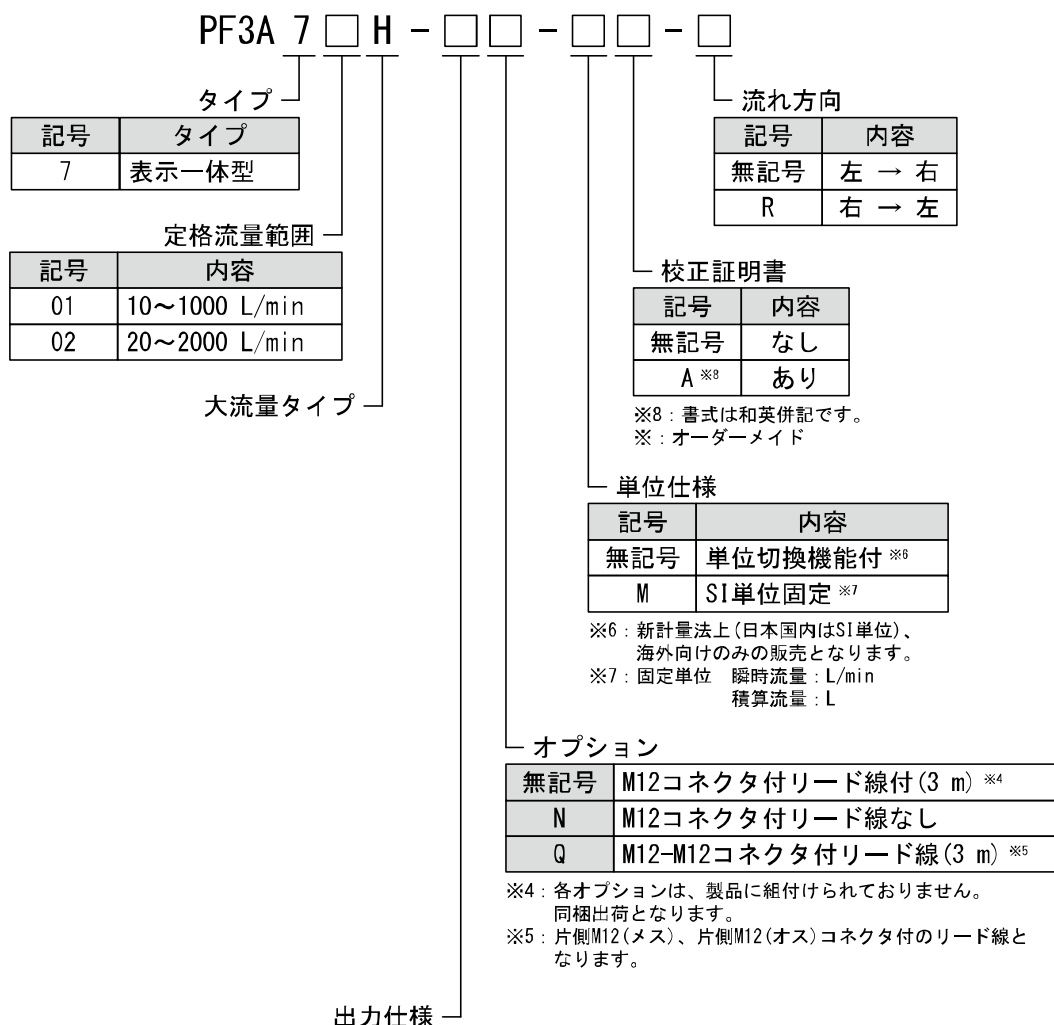 PF3A 7 □ H - □ □ - □ □ - □
タイプ
記号 タイプ
7 表示一体型
定格流量範囲
記号 内容
01 10～1000 L/min
02 20～2000 L/min
大流量タイプ
流れ方向
記号 内容
無記号 左 → 右
R 右 → 左
校正証明書
記号 内容
無記号 なし
A ※8 あり
※8：書式は和英併記です。
※：オーダーメイド
単位仕様
記号 内容
無記号 単位切換機能付 ※6
M SI単位固定 ※7
※6：新計量法上(日本国内はSI単位)、
海外向けのみの販売となります。
※7：固定単位　瞬時流量：L/min
積算流量：L
オプション
無記号 M12コネクタ付リード線付(3 m) ※4
N M12コネクタ付リード線なし
Q M12-M12コネクタ付リード線(3 m) ※5
※4：各オプションは、製品に組付けられておりません。
同梱出荷となります。
※5：片側M12(メス)、片側M12(オス)コネクタ付のリード線と
なります。
出力仕様